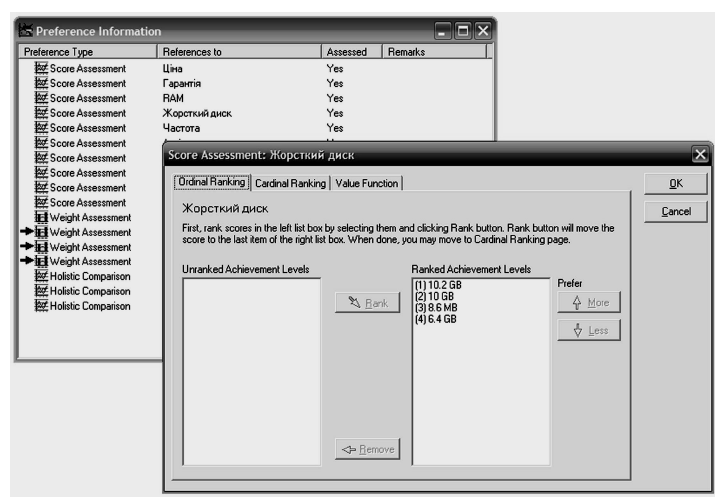 Preference Information
Preference Type References to Assessed Remarks
Score Assessment Ціна Yes
Score Assessment Гарантія Yes
Score Assessment RAM Yes
Score Assessment Жорсткий диск Yes
Score Assessment Частота Yes
Score Assessment
Score Assessment
Score Assessment
Score Assessment
Score Assessment
Weight Assessment
Weight Assessment
Weight Assessment
Weight Assessment
Holistic Comparison
Holistic Comparison
Holistic Comparison
Score Assessment: Жорсткий диск
Ordinal Ranking Cardinal Ranking Value Function
OK
Cancel
Жорсткий диск
First, rank scores in the left list box by selecting them and clicking Rank button. Rank button will move the
score to the last item of the right list box. When done, you may move to Cardinal Ranking
page.
Unranked Achievement Levels Ranked Achievement Levels
(1) 10.2 GB
(2) 10 GB
(3) 8.6 MB
(4) 6.4 GB
Prefer
Rank
More
Less
Remove